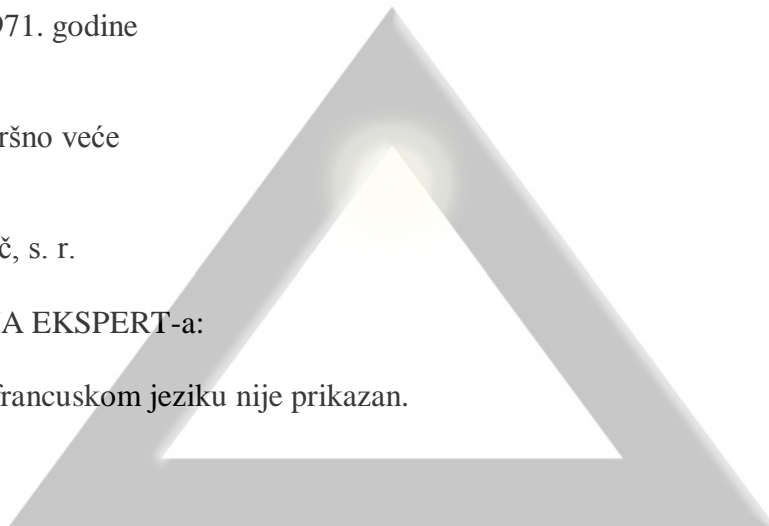 971. godine
ršno veće
č, s. r.
A EKSPERT-a:
francuskom jeziku nije prikazan.